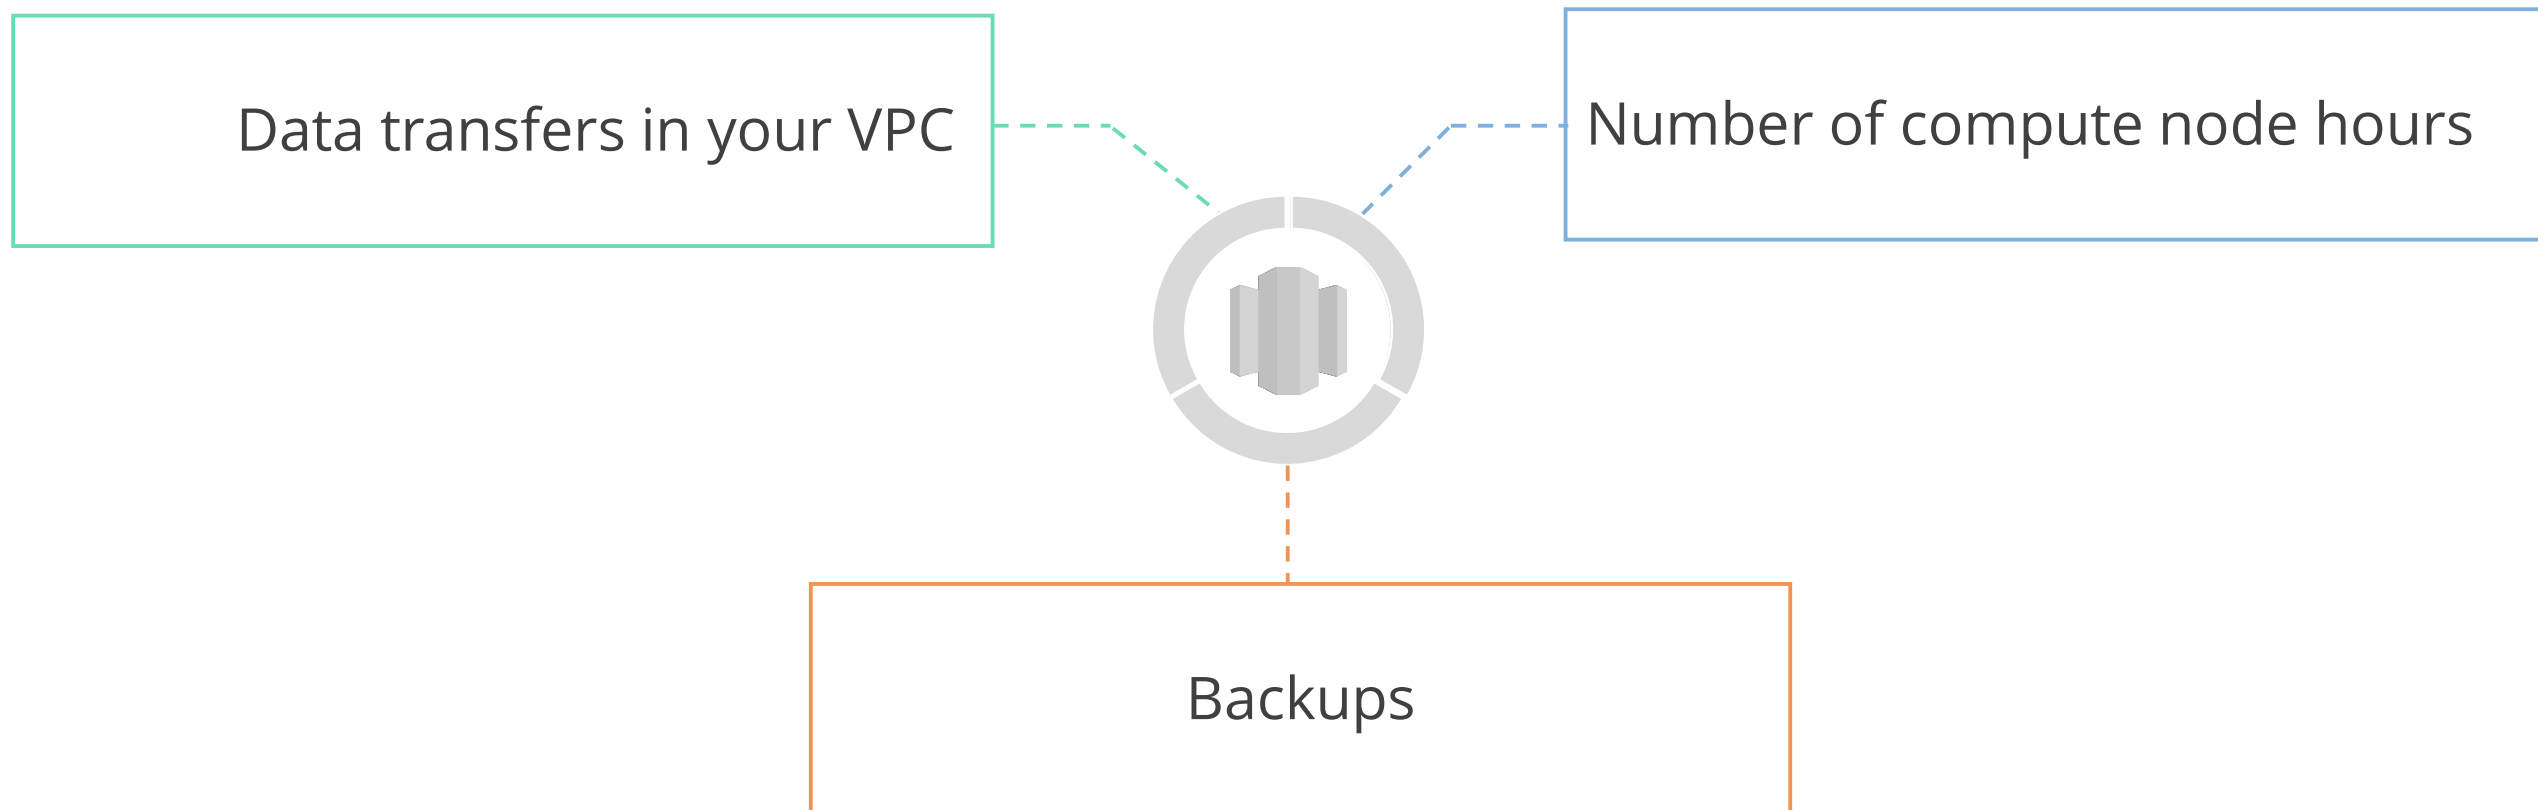 Data transfers in your VPC
Number of compute node hours
Backups